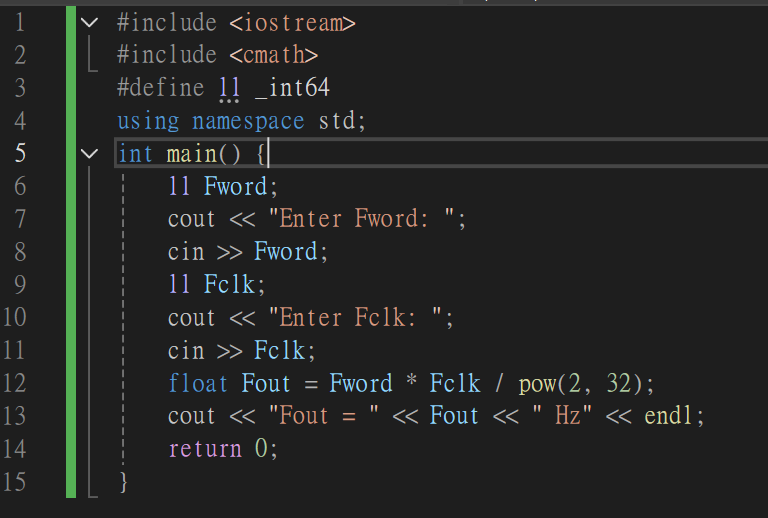 1 #include <iostream>
2 #include <cmath>
3 #define ll _int64
4 using namespace std;
5 int main() {
6 ll Fword;
7 cout << "Enter Fword: ";
8 cin >> Fword;
9 ll Fclk;
10 cout << "Enter Fclk: ";
11 cin >> Fclk;
12 float Fout = Fword * Fclk / pow(2, 32);
13 cout << "Fout = " << Fout << " Hz" << endl;
14 return 0;
15 }